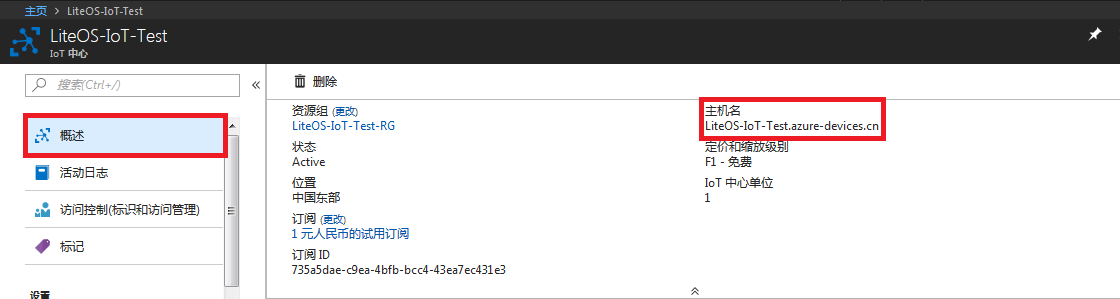 主页 > LiteOS-IoT-Test
LiteOS-IoT-Test
IoT 中心
搜索(Ctrl+/)
概述
活动日志
访问控制(标识和访问管理)
标记
设置
删除
资源组 (更改)
LiteOS-IoT-Test-RG
状态
Active
位置
中国东部
订阅 (更改)
1 元人民币的试用订阅
订阅 ID
735a5dae-c9ea-4bfb-bcc4-43ea7ec431e3
主机名
LiteOS-IoT-Test.azure-devices.cn
定价和缩放级别
F1 - 免费
IoT 中心单位
1